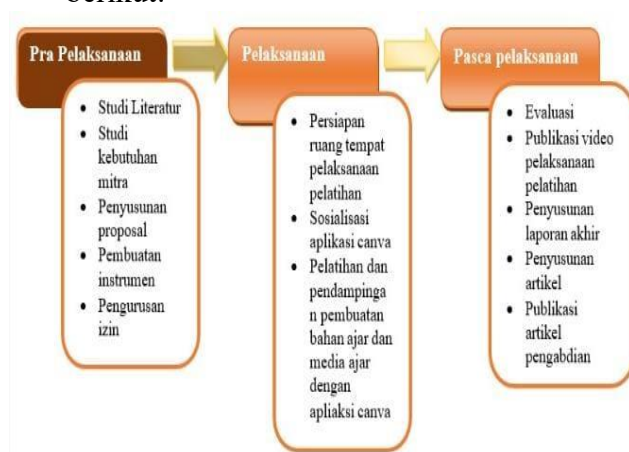 berikut:
Pra Pelaksanaan
• Studi Literatur
• Studi
kebutuhan
mitra
• Penyusunan
proposal
• Pembuatan
instrumen
• Pengurusan
izin
Pelaksanaan
• Persiapan
ruang tempat
pelaksanaan
pelatihan
• Sosialisasi
aplikasi canva
• Pelatihan dan
pendampinga
n pembuatan
bahan ajar dan
media ajar
dengan
apliaksi canva
Pasca pelaksanaan
• Evaluasi
• Publikasi video
pelaksanaan
pelatihan
• Penyusunan
laporan akhir
• Penyusunan
artikel
• Publikasi
artikel
pengabdian